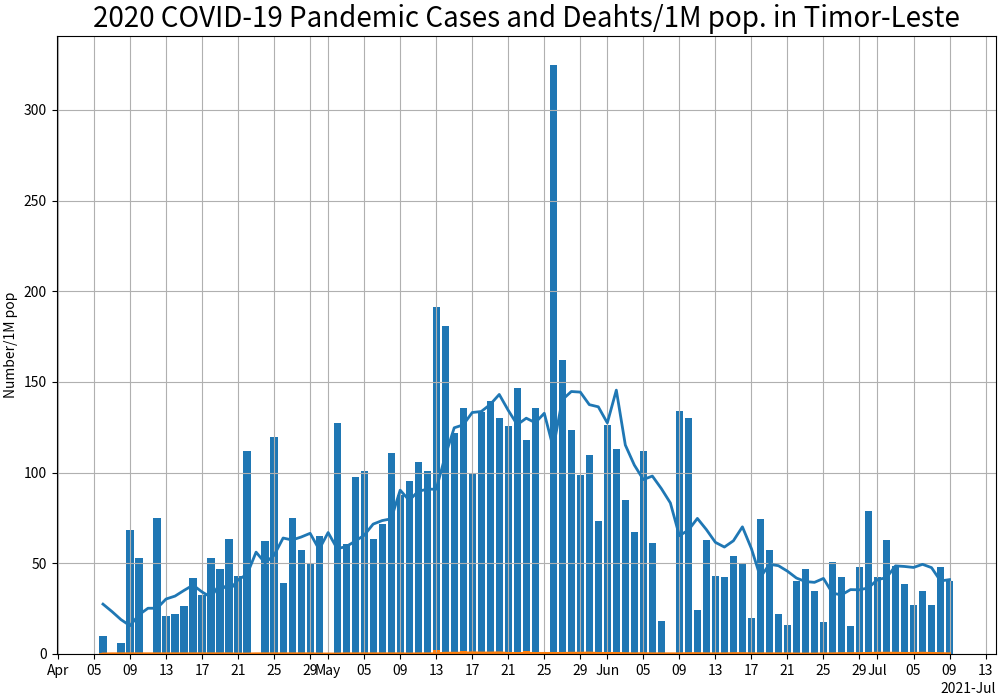 2020 COVID-19 Pandemic Cases and Deahts/1M pop. in Timor-Leste
Number/1M pop
300
250
200
150
100
50
0
Apr 05 09 13 17 21 25 29 May 05 09 13 17 21 25 29 Jun 05 09 13 17 21 25 29 Jul 05 09 13
2021-Jul